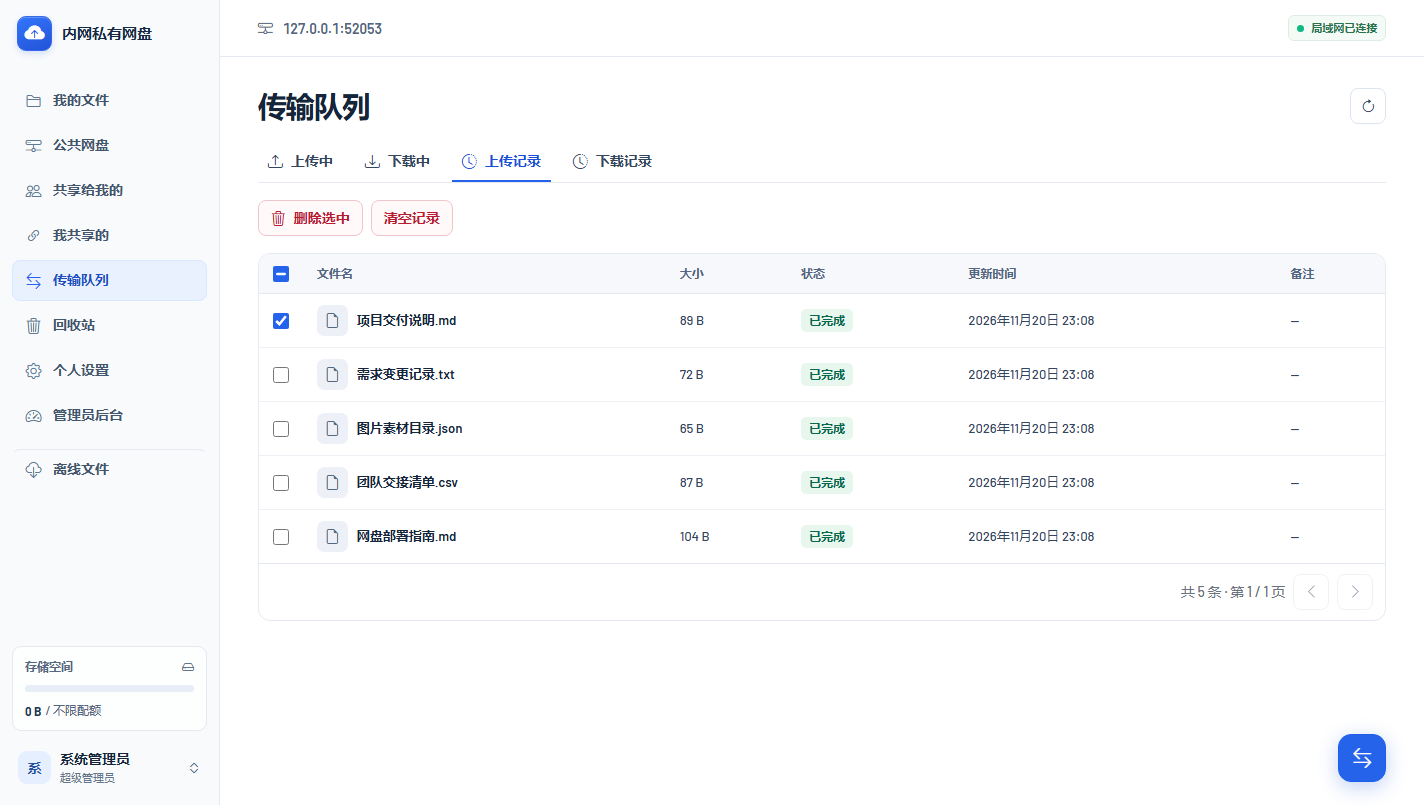 内网私有网盘
127.0.0.1:52053
局域网已连接
我的文件
公共网盘
共享给我的
我共享的
传输队列
回收站
个人设置
管理员后台
离线文件
存储空间
0 B / 不限配额
系
系统管理员
超级管理员
传输队列
上传中 下载中 上传记录 下载记录
删除选中 清空记录
文件名 大小 状态 更新时间 备注
项目交付说明.md 89 B 已完成 2026年11月20日 23:08 —
需求变更记录.txt 72 B 已完成 2026年11月20日 23:08 —
图片素材目录.json 65 B 已完成 2026年11月20日 23:08 —
团队交接清单.csv 87 B 已完成 2026年11月20日 23:08 —
网盘部署指南.md 104 B 已完成 2026年11月20日 23:08 —
共 5 条 · 第 1 / 1 页